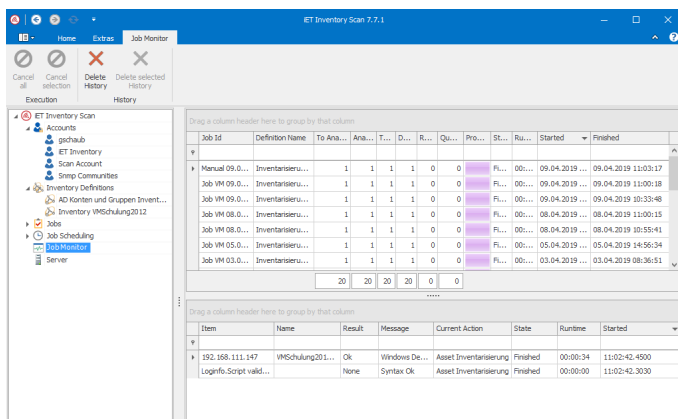 iET Inventory Scan 7.7.1
Home Extras Job Monitor
Cancel all
Cancel selection
Delete History
Delete selected History
Execution History
iET Inventory Scan
Accounts
gschaub
iET Inventory
Scan Account
Snmp Communities
Inventory Definitions
AD Konten und Gruppen Invent...
Inventory VMSchulung2012
Jobs
Job Scheduling
Job Monitor
Server
Drag a column header here to group by that column
Job Id Definition Name To Ana... Ana... T... D... R... Qu... Pro... St... Ru... Started Finished
Manual 09.0... Inventarisieru... 1 1 1 1 0 0 Fi... 00:... 09.04.2019 ... 09.04.2019 11:03:17
Job VM 09.0... Inventarisieru... 1 1 1 1 0 0 Fi... 00:... 09.04.2019 ... 09.04.2019 11:00:18
Job VM 09.0... Inventarisieru... 1 1 1 1 0 0 Fi... 00:... 09.04.2019 ... 09.04.2019 10:33:48
Job VM 08.0... Inventarisieru... 1 1 1 1 0 0 Fi... 00:... 08.04.2019 ... 08.04.2019 11:00:15
Job VM 08.0... Inventarisieru... 1 1 1 1 0 0 Fi... 00:... 08.04.2019 ... 08.04.2019 10:55:41
Job VM 05.0... Inventarisieru... 1 1 1 1 0 0 Fi... 00:... 05.04.2019 ... 05.04.2019 14:56:34
Job VM 03.0... Inventarisieru... 1 1 1 1 0 0 Fi... 00:... 03.04.2019 ... 03.04.2019 08:36:51
20 20 20 20 0 0
Drag a column header here to group by that column
Item Name Result Message Current Action State Runtime Started
192.168.111.147 VMSchulung201... Ok Windows De... Asset Inventarisierung Finished 00:00:34 11:02:42.4500
Loginfo.Script valid... None Syntax Ok Asset Inventarisierung Finished 00:00:00 11:02:42.3030